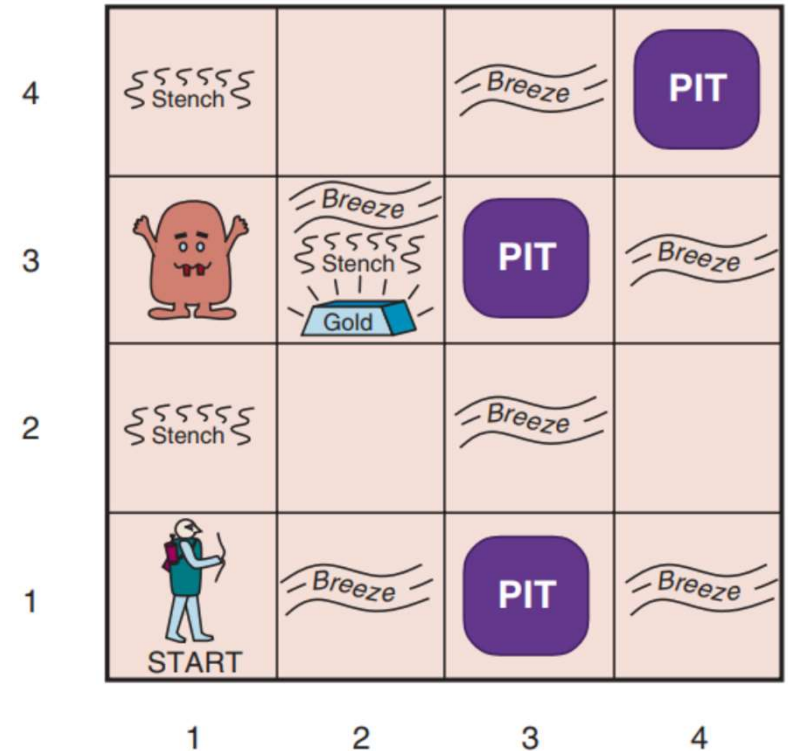 4
Stench
Breeze
PIT
3
Breeze
Stench
Gold
PIT
Breeze
2
Stench
Breeze
1
START
Breeze
PIT
Breeze
1 2 3 4